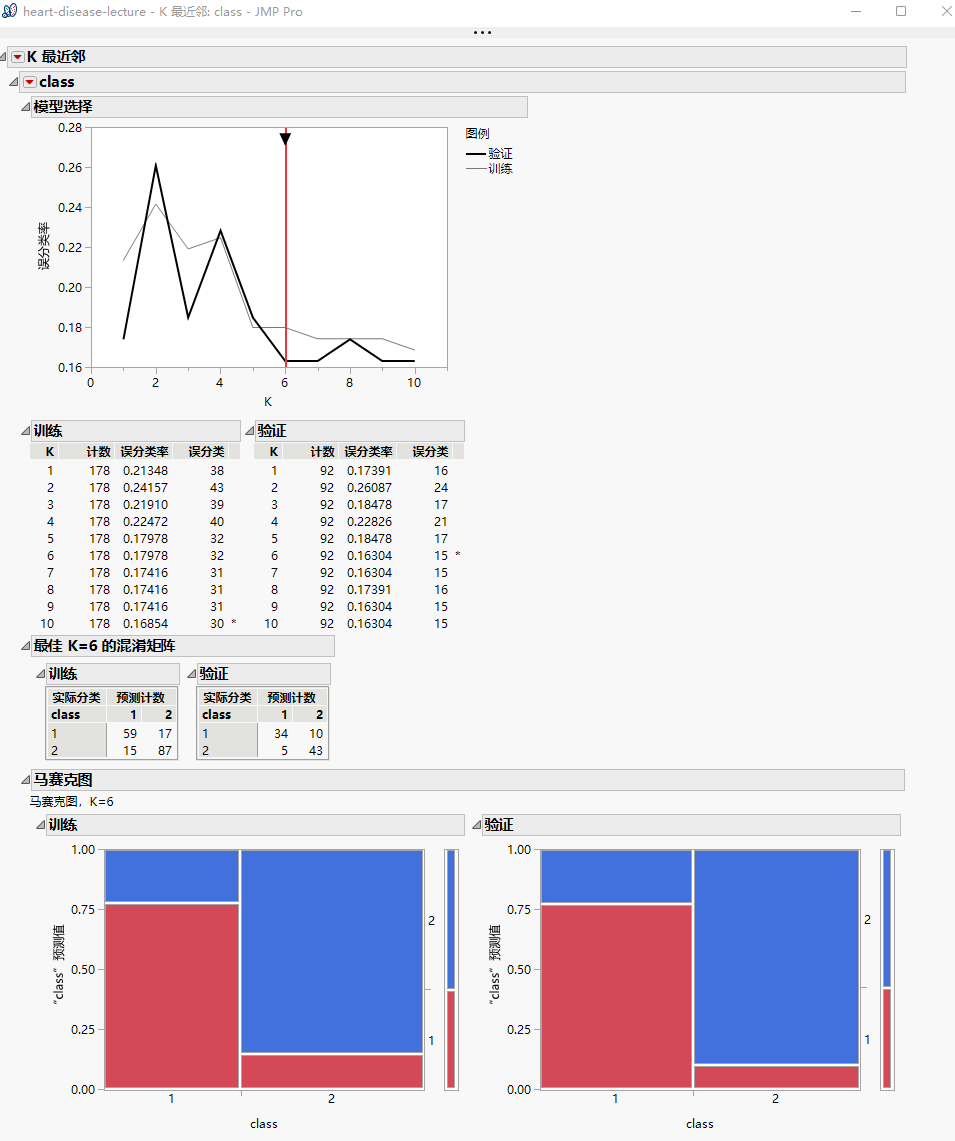 heart-disease-lecture - K 最近邻: class - JMP Pro
K 最近邻
class
模型选择
0.28
0.26
0.24
0.22
0.20
0.18
0.16
误分类率
0 2 4 6 8 10
K
图例
验证
训练
训练 验证
K 计数 误分类率 误分类 K 计数 误分类率 误分类
1 178 0.21348 38 1 92 0.17391 16
2 178 0.24157 43 2 92 0.26087 24
3 178 0.21910 39 3 92 0.18478 17
4 178 0.22472 40 4 92 0.22826 21
5 178 0.17978 32 5 92 0.18478 17
6 178 0.17978 32 6 92 0.16304 15 *
7 178 0.17416 31 7 92 0.16304 15
8 178 0.17416 31 8 92 0.17391 16
9 178 0.17416 31 9 92 0.16304 15
10 178 0.16854 30 * 10 92 0.16304 15
最佳 K=6 的混淆矩阵
训练 验证
实际分类 预测计数 实际分类 预测计数
class 1 2 class 1 2
1 59 17 1 34 10
2 15 87 2 5 43
马赛克图
马赛克图，K=6
训练 验证
1.00
0.75
0.50
0.25
0.00
“class” 预测值
2
1
1 2
class
1.00
0.75
0.50
0.25
0.00
“class” 预测值
2
1
1 2
class